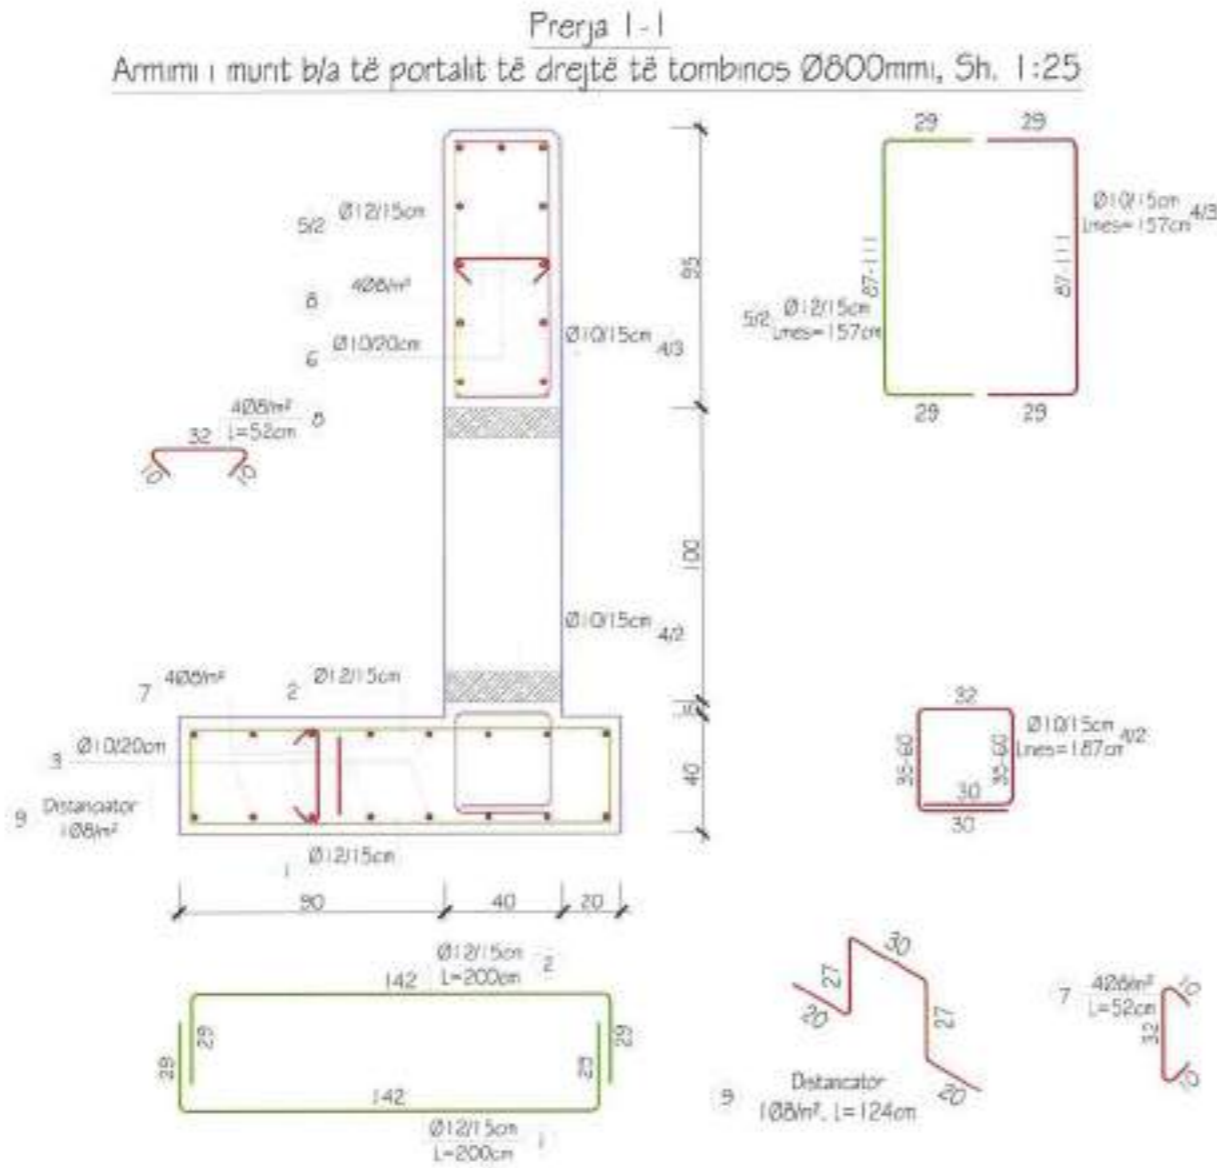 Prerja 1-1
Armimi i murit b/a të portalit të drejtë të tombinos Ø800mm, Sh. 1:25
29 29
Ø10/15cm
Lmes=157cm 4/3
87-111
87-111
5/2 Ø12/15cm
Lmes=157cm
29 29
5/2 Ø12/15cm
8 4Ø8/m²
6 Ø10/20cm
Ø10/15cm 4/3
85
4Ø8/m²
L=52cm 8
32
10 10
100
Ø10/15cm 4/2
7 4Ø8/m²
2 Ø12/15cm
3 Ø10/20cm
9 Distanciator
1Ø8/m²
1 Ø12/15cm
40
90 40 20
32
Ø10/15cm 4/2
Lmes=187cm
35-60
35-60
30
30
Ø12/15cm 2
L=200cm
142
29
29
29
29
142
Ø12/15cm 1
L=200cm
30
27
20
27
20
9 Distancator
1Ø8/m², L=124cm
7 4Ø8/m²
L=52cm
10
32
10